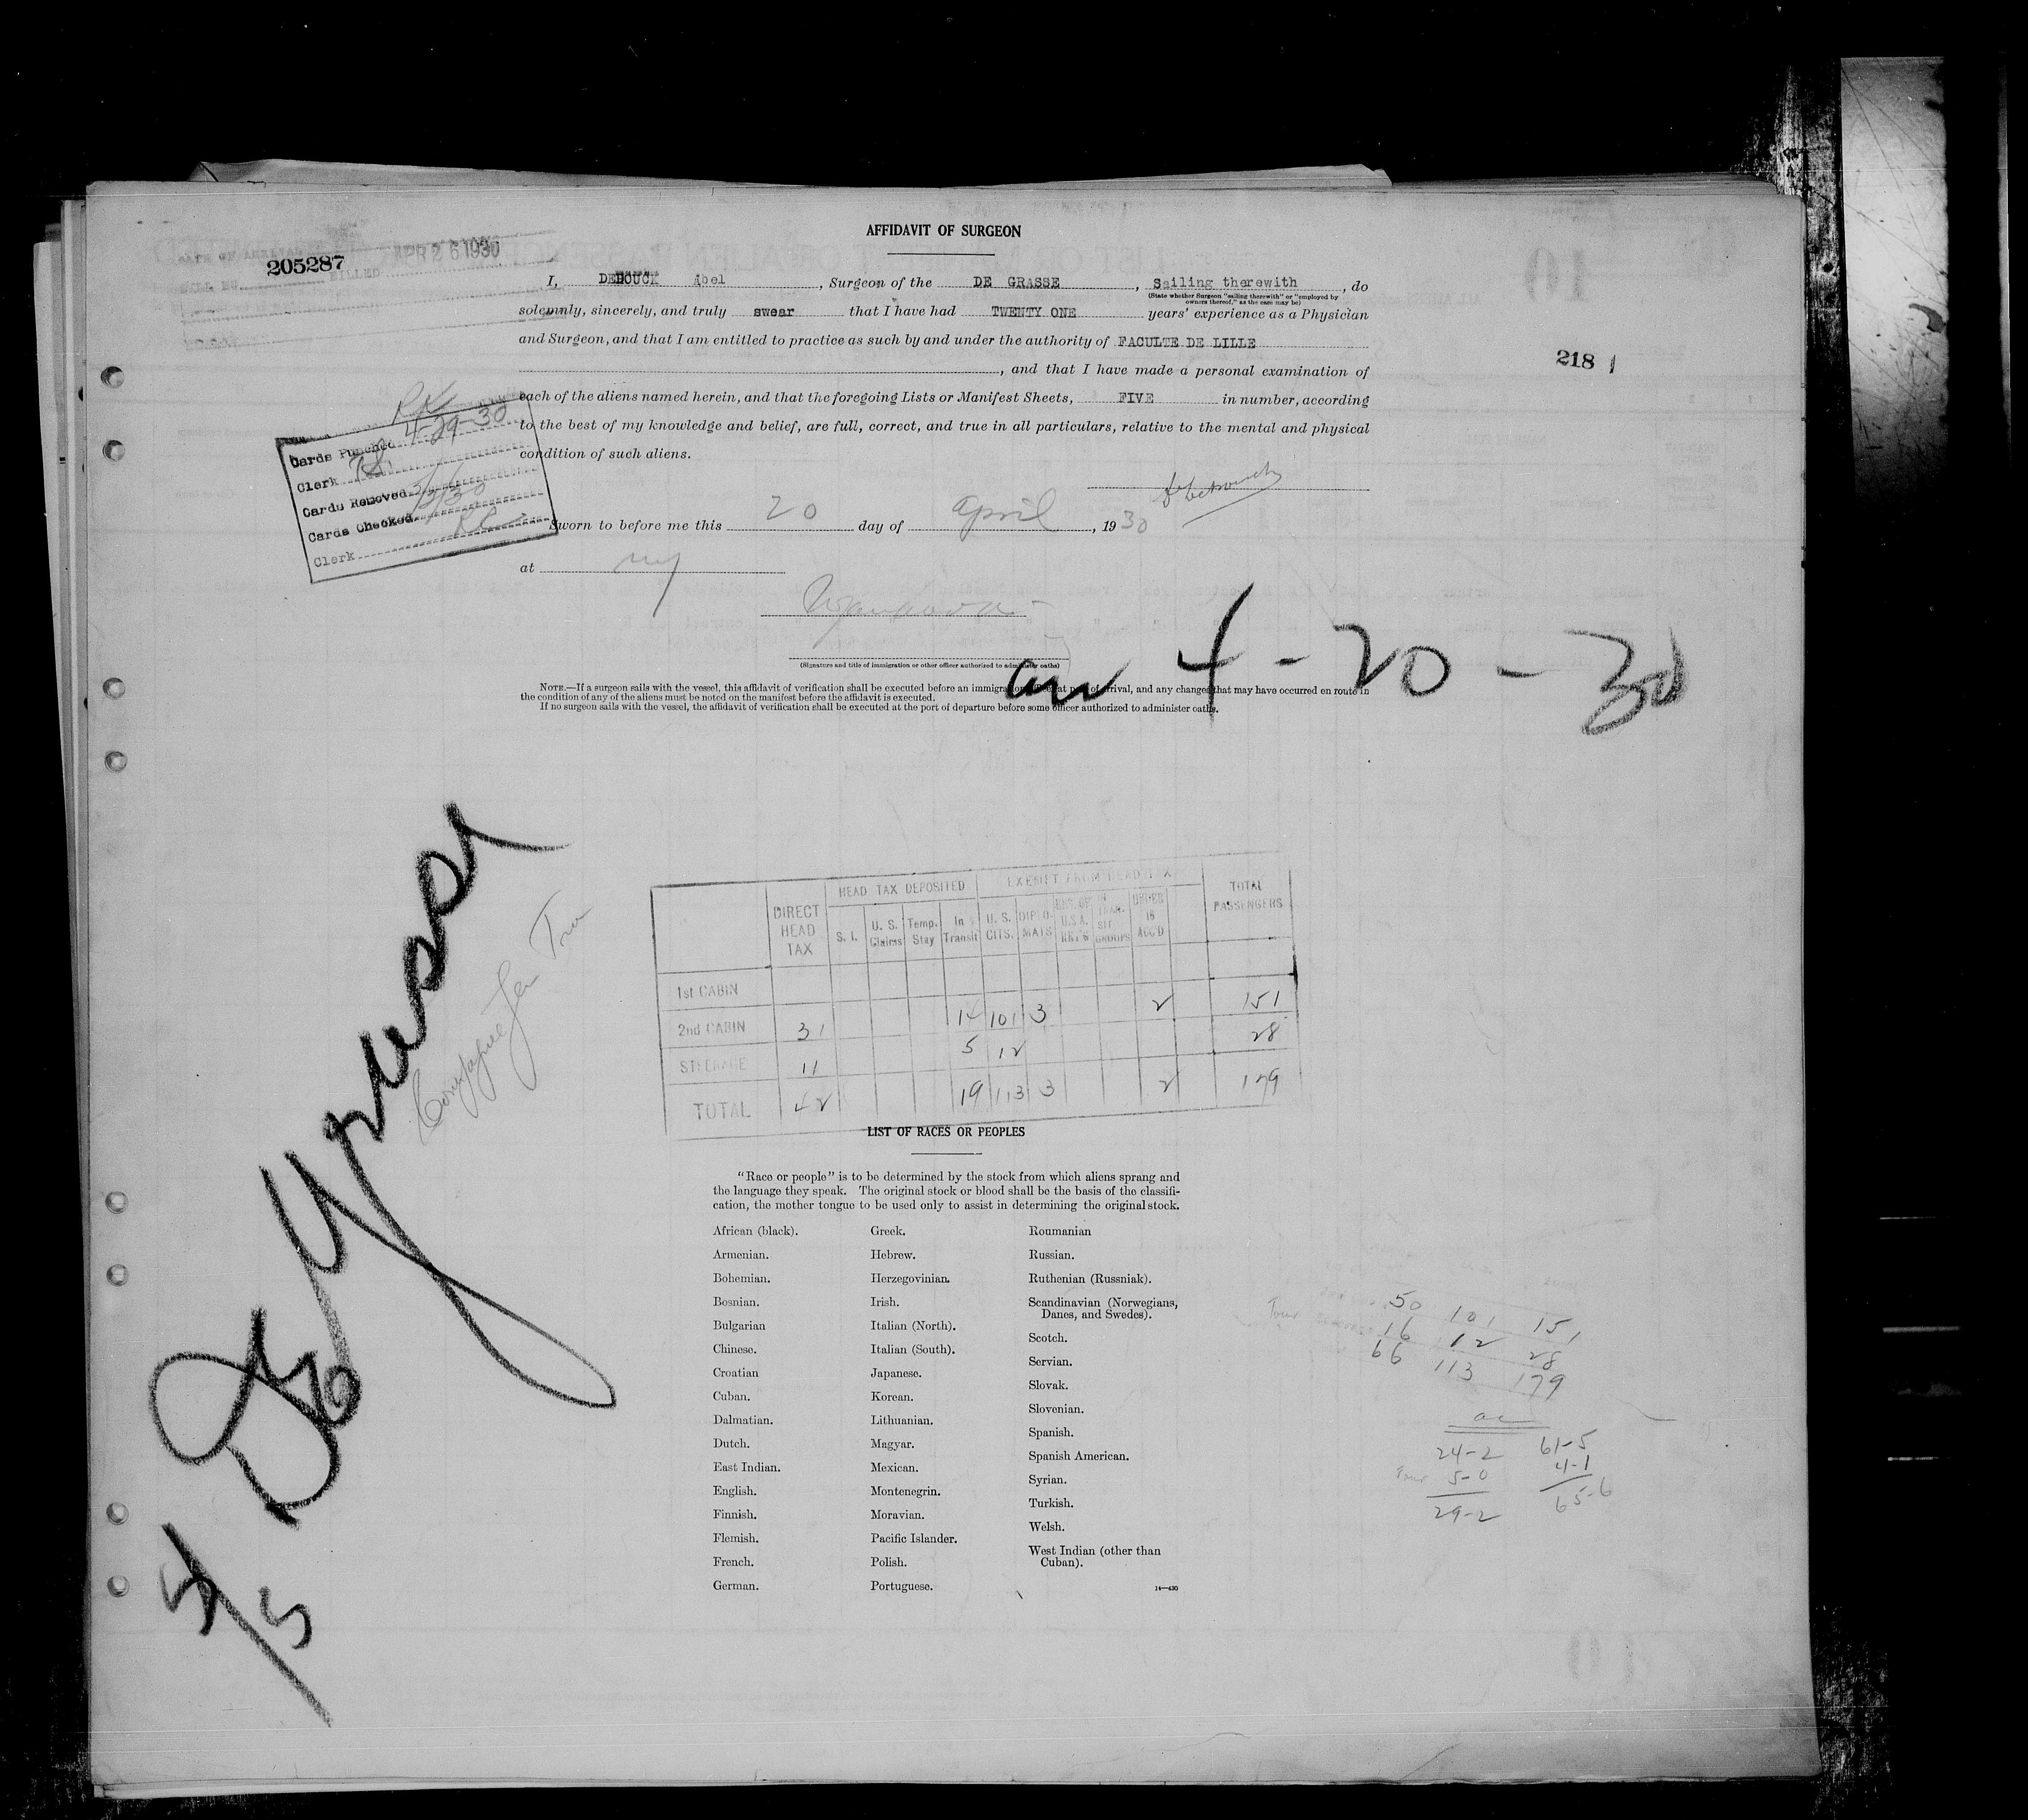 AFFIDAVIT OF SURGEON
205287
APR 26 1930
I, DEBOUCK Abel, Surgeon of the DE GRASSE, Sailing therewith, do
(State whether Surgeon "sailing therewith" or "employed by owners thereof," as the case may be)
solemnly, sincerely, and truly swear that I have had TWENTY ONE years' experience as a Physician
and Surgeon, and that I am entitled to practice as such by and under the authority of FACULTE DE LILLE
, and that I have made a personal examination of
each of the aliens named herein, and that the foregoing Lists or Manifest Sheets, FIVE in number, according
to the best of my knowledge and belief, are full, correct, and true in all particulars, relative to the mental and physical
condition of such aliens.
218
Cards Punched 4-29-30
Clerk
Cards Removed
Cards Checked
Clerk
Sworn to before me this 20 day of April, 1930
at NY
(Signature and title of immigration or other officer authorized to administer oaths)
arr 4-20-30
NOTE.—If a surgeon sails with the vessel, this affidavit of verification shall be executed before an immigration officer at port of arrival, and any changes that may have occurred en route in
the condition of any of the aliens must be noted on the manifest before the affidavit is executed.
If no surgeon sails with the vessel, the affidavit of verification shall be executed at the port of departure before some officer authorized to administer oaths.
De Grasse
5/5
DIRECT HEAD TAX
HEAD TAX DEPOSITED
EXEMPT FROM HEAD TAX
TOTAL PASSENGERS
S. I. U. S. Claims Temp. Stay In Transit U. S. CITS. DIPLOMATS UNDER 16 ACC'D
1st CABIN
2nd CABIN 31 14 101 3 2 151
STEERAGE 11 5 12 28
TOTAL 42 19 113 3 2 179
LIST OF RACES OR PEOPLES
"Race or people" is to be determined by the stock from which aliens sprang and
the language they speak. The original stock or blood shall be the basis of the classifi-
cation, the mother tongue to be used only to assist in determining the original stock.
African (black).
Armenian.
Bohemian.
Bosnian.
Bulgarian
Chinese.
Croatian
Cuban.
Dalmatian.
Dutch.
East Indian.
English.
Finnish.
Flemish.
French.
German.
Greek.
Hebrew.
Herzegovinian.
Irish.
Italian (North).
Italian (South).
Japanese.
Korean.
Lithuanian.
Magyar.
Mexican.
Montenegrin.
Moravian.
Pacific Islander.
Polish.
Portuguese.
Roumanian
Russian.
Ruthenian (Russniak).
Scandinavian (Norwegians,
Danes, and Swedes).
Scotch.
Servian.
Slovak.
Slovenian.
Spanish.
Spanish American.
Syrian.
Turkish.
Welsh.
West Indian (other than
Cuban).
14—430
50 101 151
Tour 16 12 28
66 113 179
24-2 61-5
Tour 5-0 4-1
29-2 65-6